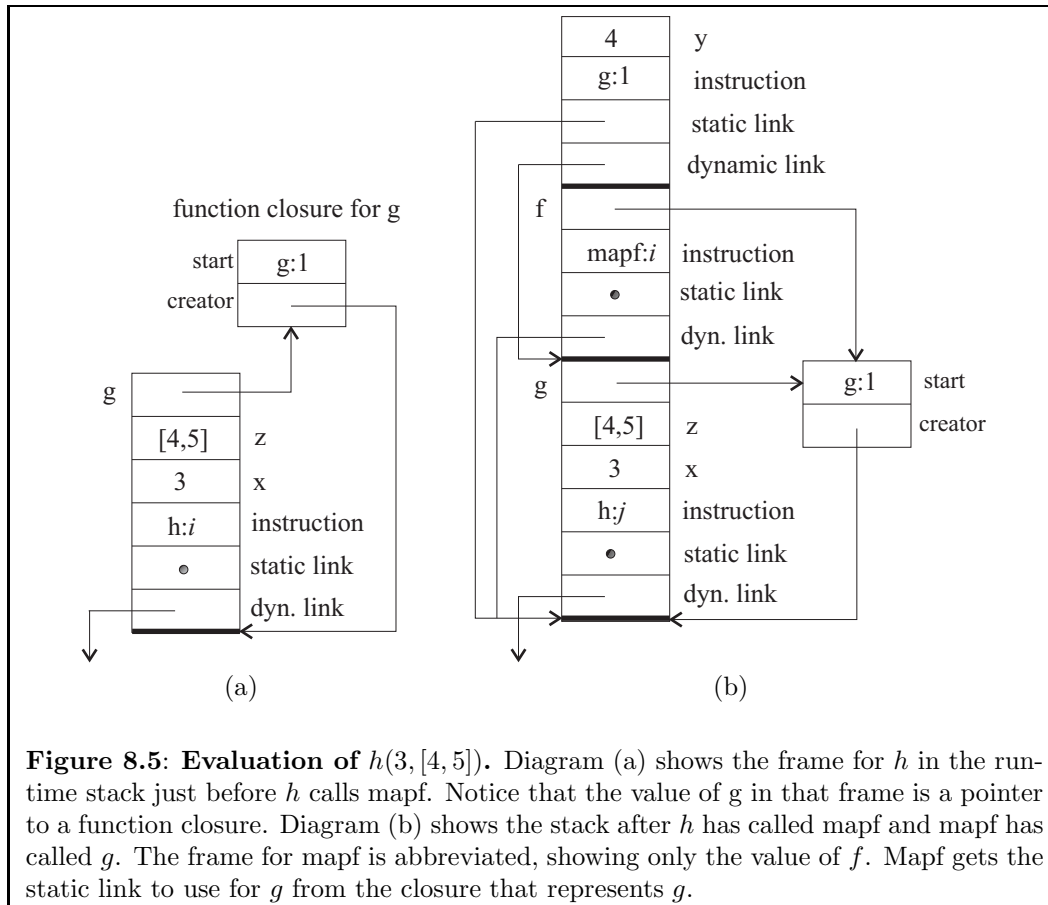 function closure for g
start g:1
creator
g
[4,5] z
3 x
h:i instruction
static link
dyn. link
(a)
4 y
g:1 instruction
static link
dynamic link
f
mapf:i instruction
static link
dyn. link
g
g:1 start
creator
[4,5] z
3 x
h:j instruction
static link
dyn. link
(b)
Figure 8.5: Evaluation of h(3, [4, 5]). Diagram (a) shows the frame for h in the run-
time stack just before h calls mapf. Notice that the value of g in that frame is a pointer
to a function closure. Diagram (b) shows the stack after h has called mapf and mapf has
called g. The frame for mapf is abbreviated, showing only the value of f. Mapf gets the
static link to use for g from the closure that represents g.